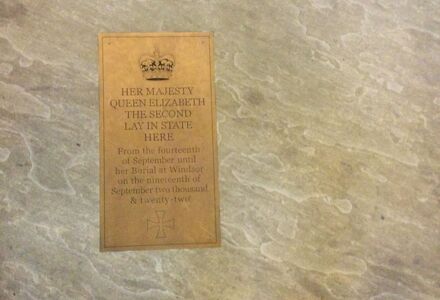 HER MAJESTY
QUEEN ELIZABETH
THE SECOND
LAY IN STATE
HERE
From the fourteenth
of September until
her Burial at Windsor
on the nineteenth of
September two thousand
& twenty-two